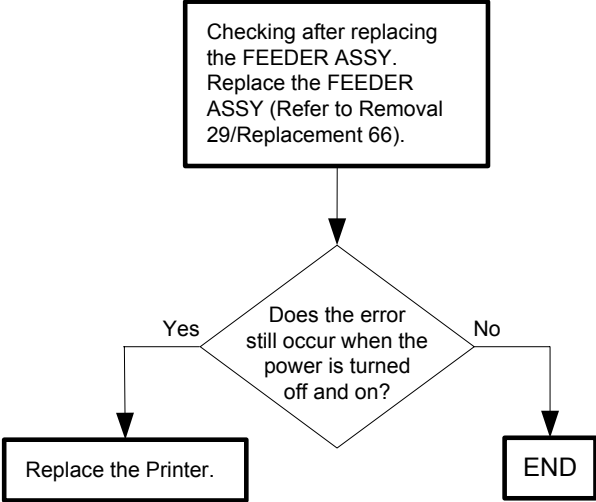 Checking after replacing
the FEEDER ASSY.
Replace the FEEDER
ASSY (Refer to Removal
29/Replacement 66).
Does the error
still occur when the
power is turned
off and on?
Yes
No
Replace the Printer.
END